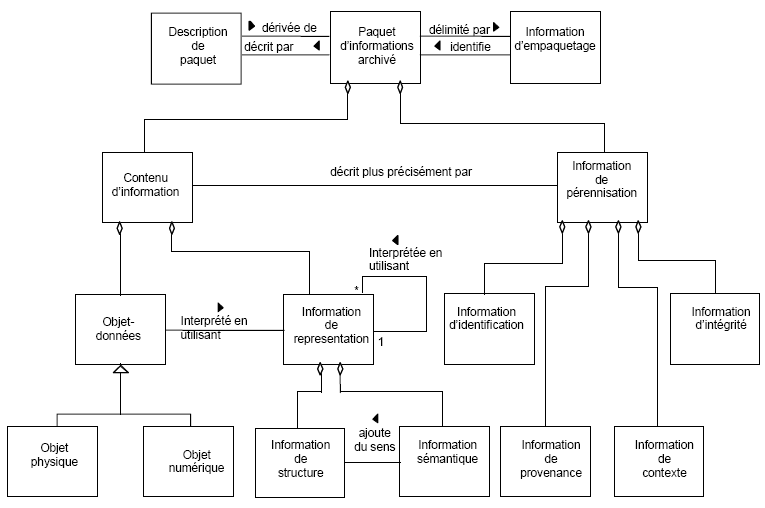 Description
de
paquet
dérivée de
décrit par
Paquet
d'informations
archivé
délimité par
identifie
Information
d'empaquetage
Contenu
d'information
décrit plus précisément par
Information
de
pérennisation
Interprétée en
utilisant
*
1
Objet-
données
Interprété en
utilisant
Information
de
representation
Information
d'identification
Information
d'intégrité
Objet
physique
Objet
numérique
Information
de
structure
ajoute
du sens
Information
sémantique
Information
de
provenance
Information
de
contexte